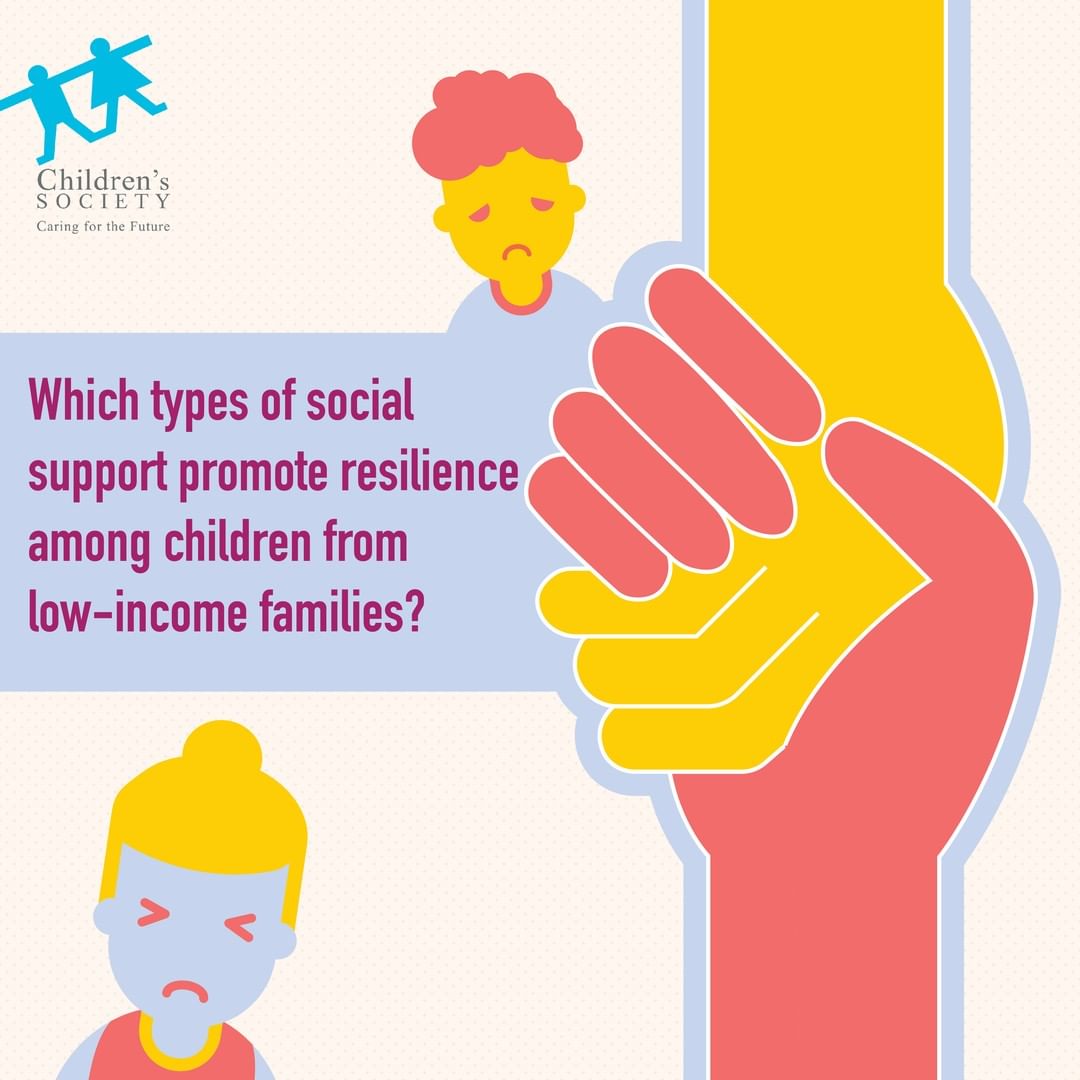 Children's
SOCIETY
Caring for the Future
Which types of social
support promote resilience
among children from
low-income families?